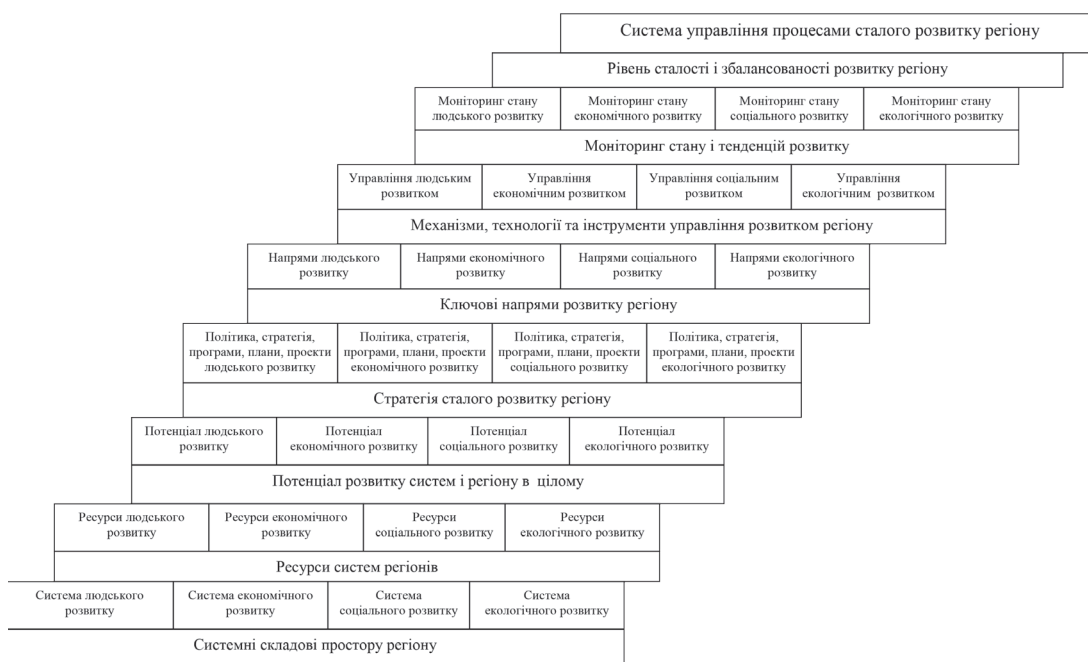 Система управління процесами сталого розвитку регіону
Рівень сталості і збалансованості розвитку регіону
Моніторинг стану
людського розвитку
Моніторинг стану
економічного розвитку
Моніторинг стану
соціального розвитку
Моніторинг стану
екологічного розвитку
Моніторинг стану і тенденцій розвитку
Управління людським
розвитком
Управління
економічним розвитком
Управління соціальним
розвитком
Управління
екологічним розвитком
Механізми, технології та інструменти управління розвитком регіону
Напрями людського
розвитку
Напрями економічного
розвитку
Напрями соціального
розвитку
Напрями екологічного
розвитку
Ключові напрями розвитку регіону
Політика, стратегія,
програми, плани, проекти
людського розвитку
Політика, стратегія,
програми, плани, проекти
економічного розвитку
Політика, стратегія,
програми, плани, проекти
соціального розвитку
Політика, стратегія,
програми, плани, проекти
екологічного розвитку
Стратегія сталого розвитку регіону
Потенціал людського
розвитку
Потенціал
економічного розвитку
Потенціал
соціального розвитку
Потенціал
екологічного розвитку
Потенціал розвитку систем і регіону в цілому
Ресурси людського
розвитку
Ресурси економічного
розвитку
Ресурси
соціального розвитку
Ресурси
екологічного розвитку
Ресурси систем регіонів
Система людського
розвитку
Система економічного
розвитку
Система
соціального розвитку
Система
екологічного розвитку
Системні складові простору регіону